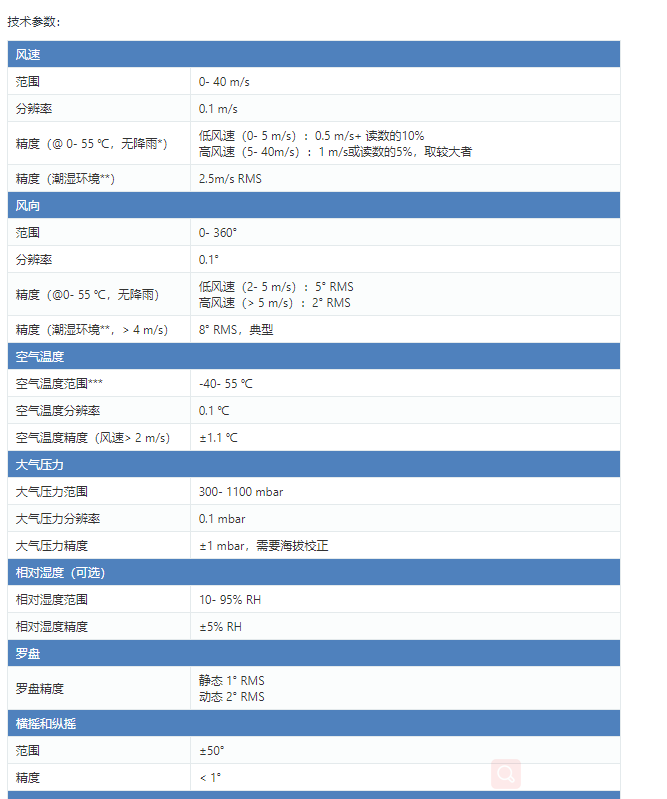 技术参数：
风速
范围 0- 40 m/s
分辨率 0.1 m/s
精度（@ 0- 55 ℃，无降雨*） 低风速（0- 5 m/s）：0.5 m/s+ 读数的10%
高风速（5- 40m/s）：1 m/s或读数的5%，取较大者
精度（潮湿环境**） 2.5m/s RMS
风向
范围 0- 360°
分辨率 0.1°
精度（@0- 55 ℃，无降雨） 低风速（2- 5 m/s）：5° RMS
高风速（> 5 m/s）：2° RMS
精度（潮湿环境**，> 4 m/s） 8° RMS，典型
空气温度
空气温度范围*** -40- 55 ℃
空气温度分辨率 0.1 ℃
空气温度精度（风速> 2 m/s） ±1.1 ℃
大气压力
大气压力范围 300- 1100 mbar
大气压力分辨率 0.1 mbar
大气压力精度 ±1 mbar，需要海拔校正
相对湿度（可选）
相对湿度范围 10- 95% RH
相对湿度精度 ±5% RH
罗盘
罗盘精度 静态 1° RMS
动态 2° RMS
横摇和纵摇
范围 ±50°
精度 < 1°